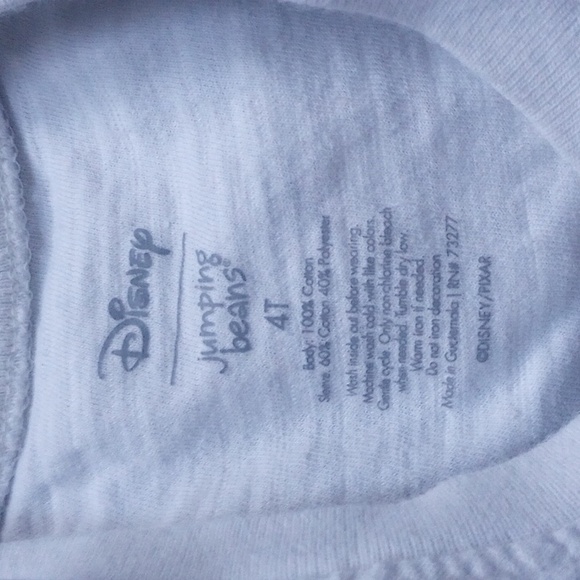 Disney
jumping
beans®
4T
Body: 100% Cotton
Sleeve: 60% Cotton 40% Polyester
Wash inside out before wearing.
Machine wash cold with like colors.
Gentle cycle. Only non-chlorine bleach
when needed. Tumble dry low.
Warm iron if needed.
Do not iron decoration
Made in Guatemala | RN# 73277
©DISNEY/PIXAR